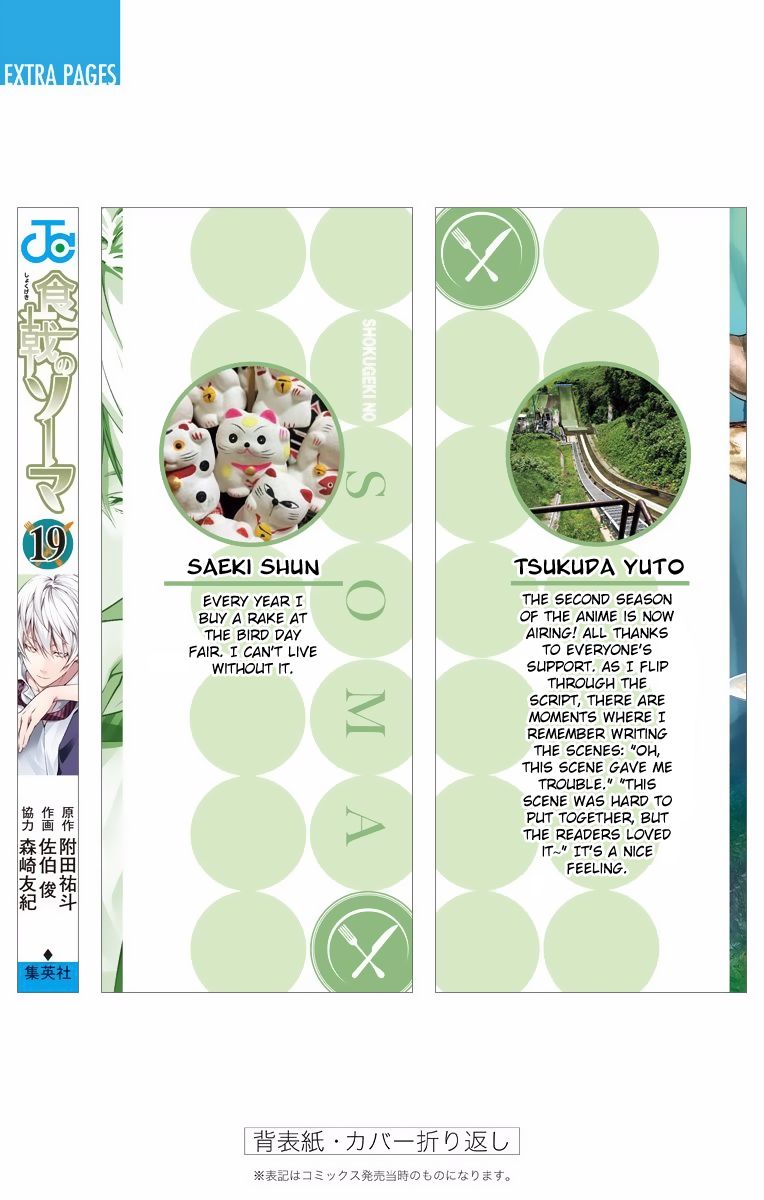 EXTRA PAGES
JC
食戟のソーマ
しょくげき
19
原作 附田祐斗
作画 佐伯 俊
協力 森崎友紀
集英社
SHOKUGEKI NO
SOMA
SAEKI SHUN
EVERY YEAR I
BUY A RAKE AT
THE BIRD DAY
FAIR. I CAN'T LIVE
WITHOUT IT.
TSUKUDA YUTO
THE SECOND SEASON
OF THE ANIME IS NOW
AIRING! ALL THANKS
TO EVERYONE'S
SUPPORT. AS I FLIP
THROUGH THE
SCRIPT, THERE ARE
MOMENTS WHERE I
REMEMBER WRITING
THE SCENES: "OH,
THIS SCENE GAVE ME
TROUBLE." "THIS
SCENE WAS HARD TO
PUT TOGETHER, BUT
THE READERS LOVED
IT~" IT'S A NICE
FEELING.
背表紙・カバー折り返し
※表記はコミックス発売当時のものになります。